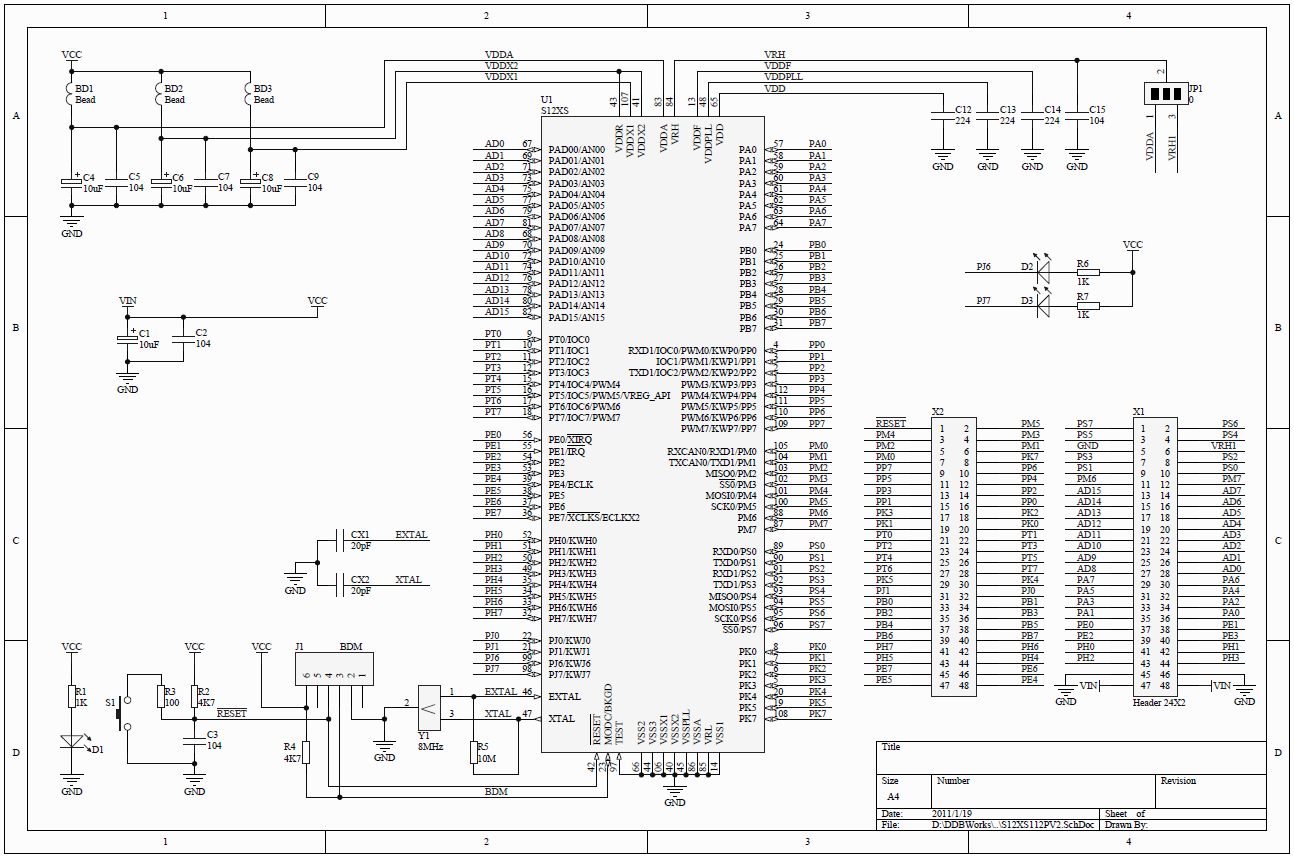 1 2 3 4
A
B
C
D
VCC
BD1
Bead
BD2
Bead
BD3
Bead
C4
10uF
C5
104
C6
10uF
C7
104
C8
10uF
C9
104
GND
VDDA
VDDX2
VDDX1
VRH
VDDF
VDDPLL
VDD
C12
224
C13
224
C14
224
C15
104
GND GND GND GND
2
JP1
0
1
3
VDDA
VRH1
U1
S12XS
43 107 41 83 84 13 48 65
VDDR VDDX1 VDDX2 VDDA VRH VDDF VDDPLL VDD
AD0 67 PAD00/AN00
AD1 69 PAD01/AN01
AD2 71 PAD02/AN02
AD3 73 PAD03/AN03
AD4 75 PAD04/AN04
AD5 77 PAD05/AN05
AD6 79 PAD06/AN06
AD7 81 PAD07/AN07
AD8 68 PAD08/AN08
AD9 70 PAD09/AN09
AD10 72 PAD10/AN10
AD11 74 PAD11/AN11
AD12 76 PAD12/AN12
AD13 78 PAD13/AN13
AD14 80 PAD14/AN14
AD15 82 PAD15/AN15
PT0 9 PT0/IOC0
PT1 10 PT1/IOC1
PT2 11 PT2/IOC2
PT3 12 PT3/IOC3
PT4 15 PT4/IOC4/PWM4
PT5 16 PT5/IOC5/PWM5/VREG_API
PT6 17 PT6/IOC6/PWM6
PT7 18 PT7/IOC7/PWM7
PE0 56 PE0/XIRQ
PE1 55 PE1/IRQ
PE2 54 PE2
PE3 53 PE3
PE4 39 PE4/ECLK
PE5 38 PE5
PE6 37 PE6
PE7 36 PE7/XCLKS/ECLKX2
PH0 52 PH0/KWH0
PH1 51 PH1/KWH1
PH2 50 PH2/KWH2
PH3 49 PH3/KWH3
PH4 35 PH4/KWH4
PH5 34 PH5/KWH5
PH6 33 PH6/KWH6
PH7 32 PH7/KWH7
PJ0 22 PJ0/KWJ0
PJ1 21 PJ1/KWJ1
PJ6 99 PJ6/KWJ6
PJ7 98 PJ7/KWJ7
EXTAL 46 EXTAL
XTAL 47 XTAL
PA0 57 PA0
PA1 58 PA1
PA2 59 PA2
PA3 60 PA3
PA4 61 PA4
PA5 62 PA5
PA6 63 PA6
PA7 64 PA7
PB0 24 PB0
PB1 25 PB1
PB2 26 PB2
PB3 27 PB3
PB4 28 PB4
PB5 29 PB5
PB6 30 PB6
PB7 31 PB7
RXD1/IOC0/PWM0/KWP0/PP0 4 PP0
IOC1/PWM1/KWP1/PP1 3 PP1
TXD1/IOC2/PWM2/KWP2/PP2 2 PP2
PWM3/KWP3/PP3 1 PP3
PWM4/KWP4/PP4 112 PP4
PWM5/KWP5/PP5 111 PP5
PWM6/KWP6/PP6 110 PP6
PWM7/KWP7/PP7 109 PP7
RXCAN0/RXD1/PM0 105 PM0
TXCAN0/TXD1/PM1 104 PM1
MISO0/PM2 103 PM2
SS0/PM3 102 PM3
MOSI0/PM4 101 PM4
SCK0/PM5 100 PM5
PM6 88 PM6
PM7 87 PM7
RXD0/PS0 89 PS0
TXD0/PS1 90 PS1
RXD1/PS2 91 PS2
TXD1/PS3 92 PS3
MISO0/PS4 93 PS4
MOSI0/PS5 94 PS5
SCK0/PS6 95 PS6
SS0/PS7 96 PS7
PK0 8 PK0
PK1 7 PK1
PK2 6 PK2
PK3 5 PK3
PK4 20 PK4
PK5 19 PK5
PK7 108 PK7
RESET MODC/BKGD TEST VSS2 VSS3 VSSX1 VSSX2 VSSPLL VSSA VRL VSS1
42 23 97 66 44 06 40 45 86 85 14
GND
BDM
VIN
VCC
C1
10uF
C2
104
GND
VCC
PJ6 D2 R6
1K
PJ7 D3 R7
1K
CX1 EXTAL
20pF
CX2 XTAL
20pF
GND
VCC
R1
1K
D1
GND
S1
R3
100
VCC
R2
4K7
RESET
C3
104
GND
VCC
J1 BDM
6 5 4 3 2 1
R4
4K7
GND
2
1
3
Y1
8MHz
EXTAL
XTAL
R5
10M
X2
RESET 1 2 PM5
PM4 3 4 PM3
PM2 5 6 PM1
PM0 7 8 PK7
PP7 9 10 PP6
PP5 11 12 PP4
PP3 13 14 PP2
PP1 15 16 PP0
PK3 17 18 PK2
PK1 19 20 PK0
PT0 21 22 PT1
PT2 23 24 PT3
PT4 25 26 PT5
PT6 27 28 PT7
PK5 29 30 PK4
PJ1 31 32 PJ0
PB0 33 34 PB1
PB2 35 36 PB3
PB4 37 38 PB5
PB6 39 40 PB7
PH7 41 42 PH6
PH5 43 44 PH4
PE7 45 46 PE6
PE5 47 48 PE4
X1
PS7 1 2 PS6
PS5 3 4 PS4
GND 5 6 VRH1
PS3 7 8 PS2
PS1 9 10 PS0
PM6 11 12 PM7
AD15 13 14 AD7
AD14 15 16 AD6
AD13 17 18 AD5
AD12 19 20 AD4
AD11 21 22 AD3
AD10 23 24 AD2
AD9 25 26 AD1
AD8 27 28 AD0
PA7 29 30 PA6
PA5 31 32 PA4
PA3 33 34 PA2
PA1 35 36 PA0
PE0 37 38 PE1
PE2 39 40 PE3
PH0 41 42 PH1
PH2 43 44 PH3
45 46
VIN 47 48 VIN
GND Header 24X2 GND
Title
Size Number Revision
A4
Date: 2011/1/19 Sheet of
File: D:\DDBWorks\..\S12XS112PV2.SchDoc Drawn By:
A
B
C
D
1 2 3 4